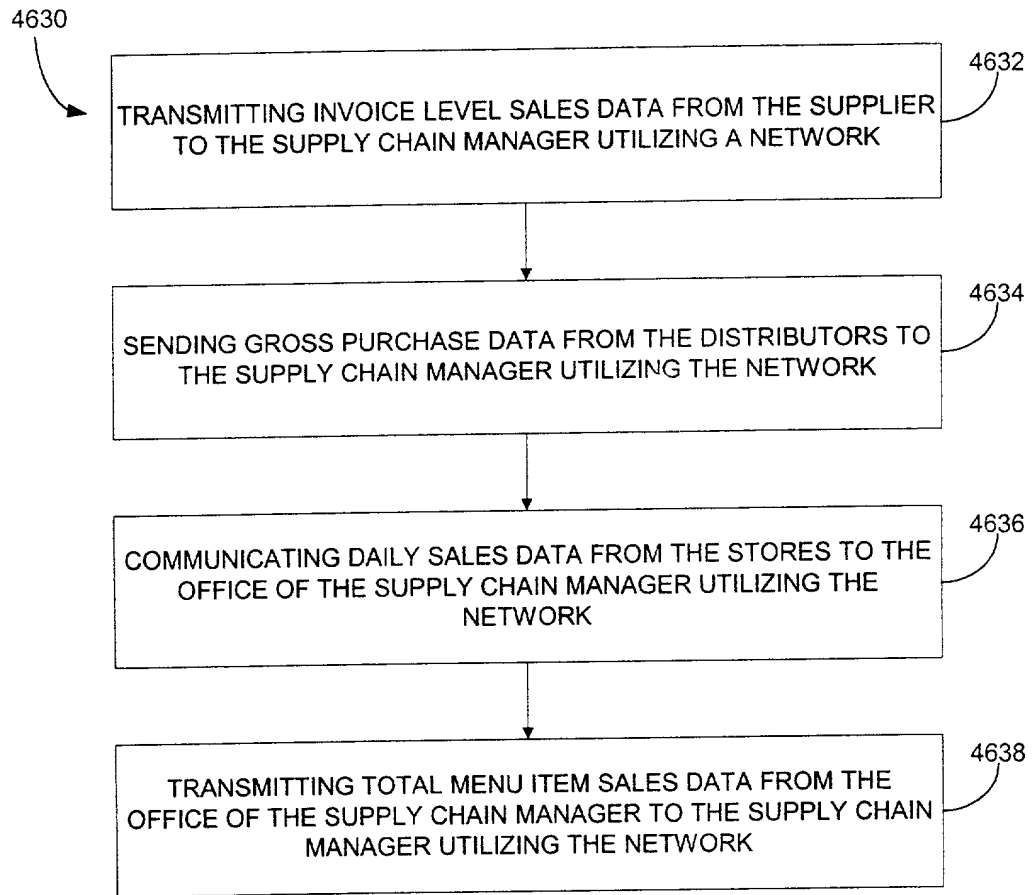 4630
4632
TRANSMITTING INVOICE LEVEL SALES DATA FROM THE SUPPLIER
TO THE SUPPLY CHAIN MANAGER UTILIZING A NETWORK
4634
SENDING GROSS PURCHASE DATA FROM THE DISTRIBUTORS TO
THE SUPPLY CHAIN MANAGER UTILIZING THE NETWORK
4636
COMMUNICATING DAILY SALES DATA FROM THE STORES TO THE
OFFICE OF THE SUPPLY CHAIN MANAGER UTILIZING THE
NETWORK
4638
TRANSMITTING TOTAL MENU ITEM SALES DATA FROM THE
OFFICE OF THE SUPPLY CHAIN MANAGER TO THE SUPPLY CHAIN
MANAGER UTILIZING THE NETWORK